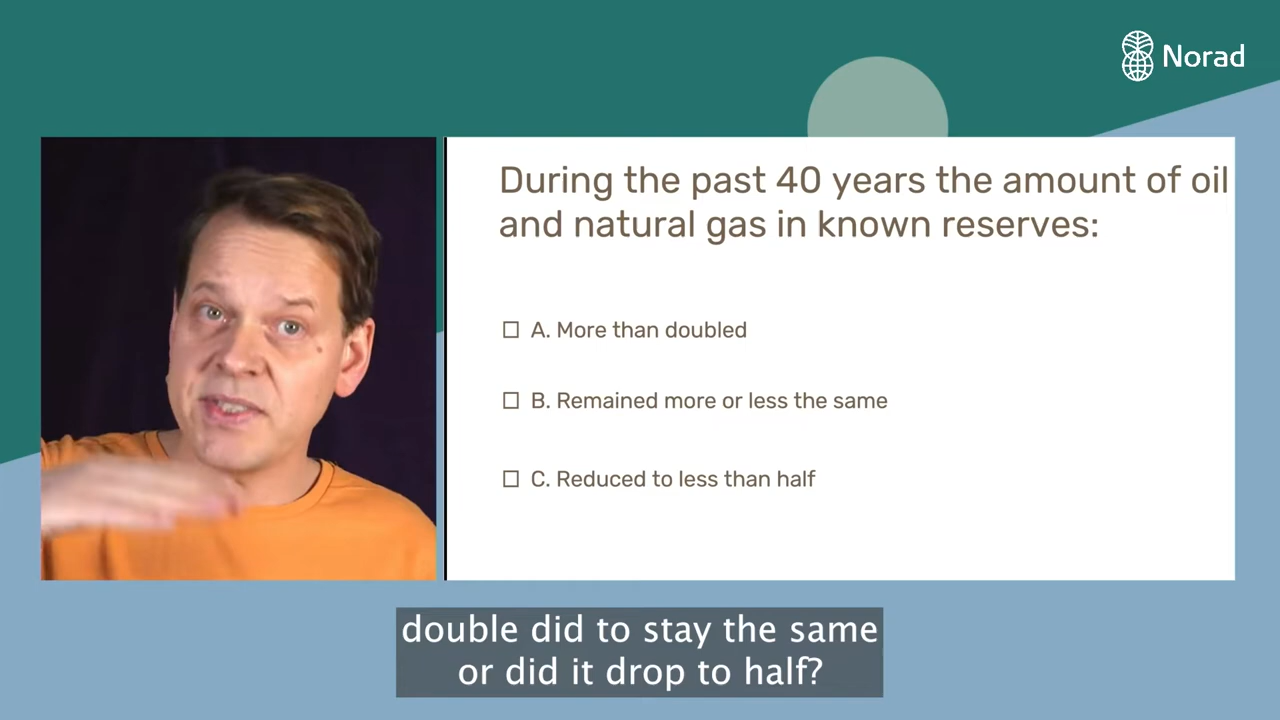 Norad
During the past 40 years the amount of oil
and natural gas in known reserves:
A. More than doubled
B. Remained more or less the same
C. Reduced to less than half
double did to stay the same
or did it drop to half?